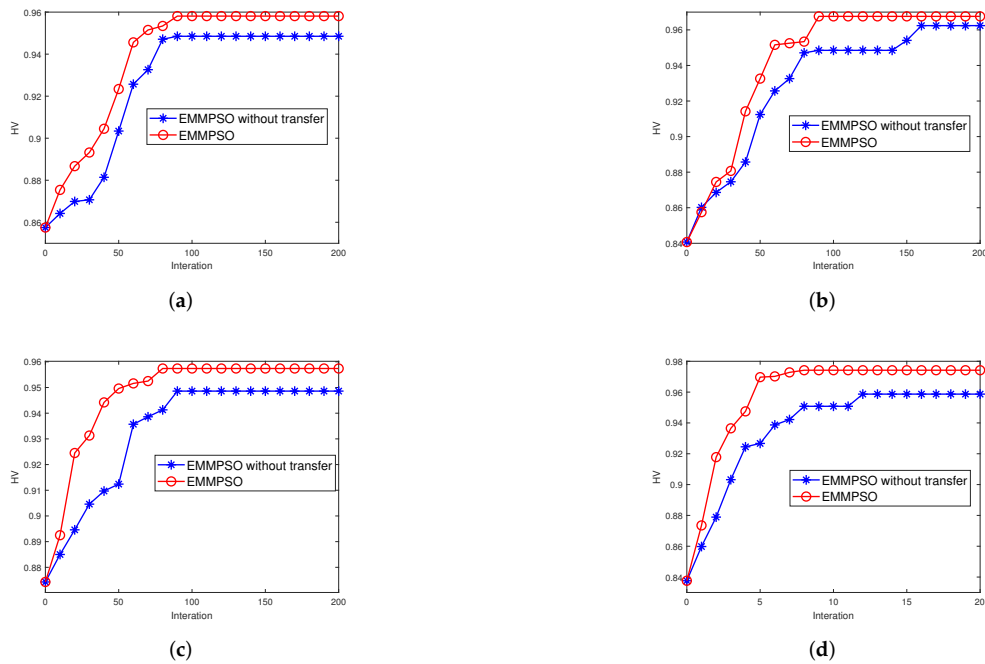 0.96
0.94
0.92
0.9
0.88
0.86
HV
EMMPSO without transfer
EMMPSO
0 50 100 150 200
Interation
(a)
0.96
0.94
0.92
0.9
0.88
0.86
0.84
HV
EMMPSO without transfer
EMMPSO
0 50 100 150 200
Interation
(b)
0.96
0.95
0.94
0.93
0.92
0.91
0.9
0.89
0.88
HV
EMMPSO without transfer
EMMPSO
0 50 100 150 200
Interation
(c)
0.98
0.96
0.94
0.92
0.9
0.88
0.86
0.84
HV
EMMPSO without transfer
EMMPSO
0 5 10 15 20
Interation
(d)